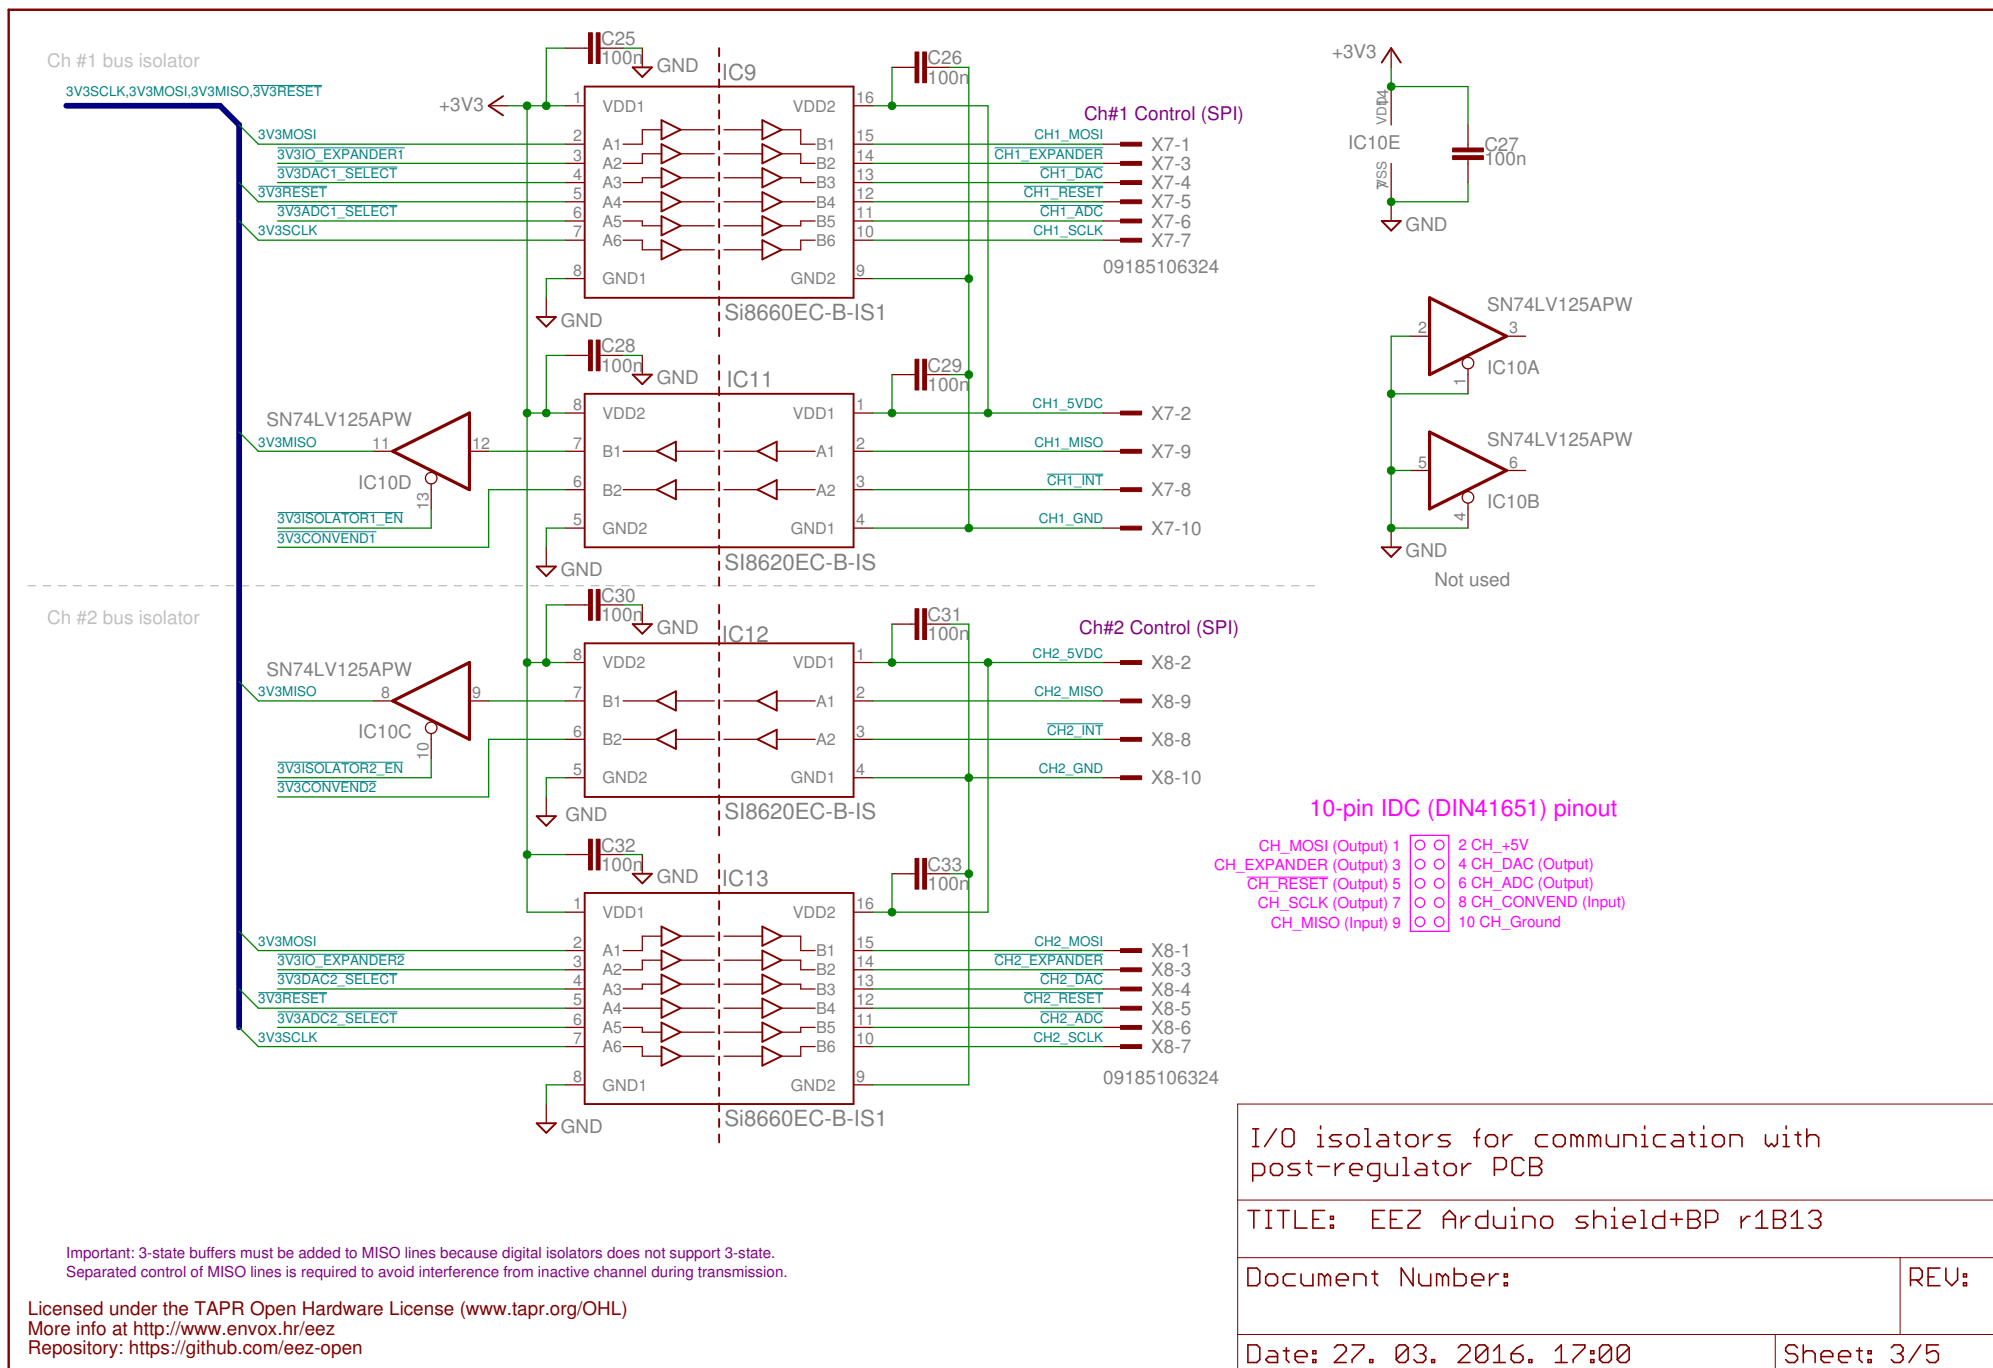 Ch #1 bus isolator
3V3SCLK,3V3MOSI,3V3MISO,3V3RESET
C25
100n
GND
IC9
C26
100n
+3V3
1 VDD1 VDD2 16
3V3MOSI 2 A1 B1 15 CH1_MOSI X7-1
3V3IO_EXPANDER1 3 A2 B2 14 CH1_EXPANDER X7-3
3V3DAC1_SELECT 4 A3 B3 13 CH1_DAC X7-4
3V3RESET 5 A4 B4 12 CH1_RESET X7-5
3V3ADC1_SELECT 6 A5 B5 11 CH1_ADC X7-6
3V3SCLK 7 A6 B6 10 CH1_SCLK X7-7
8 GND1 GND2 9
Ch#1 Control (SPI)
09185106324
GND
Si8660EC-B-IS1
+3V3
VDD 14
IC10E
VSS 7
C27
100n
GND
C28
100n
GND
IC11
C29
100n
8 VDD2 VDD1 1 CH1_5VDC X7-2
SN74LV125APW
3V3MISO 11 12 7 B1 A1 2 CH1_MISO X7-9
IC10D
13
6 B2 A2 3 CH1_INT X7-8
3V3ISOLATOR1_EN
5 GND2 GND1 4 CH1_GND X7-10
3V3CONVEND1
GND
SI8620EC-B-IS
SN74LV125APW
2 3
IC10A
1
SN74LV125APW
5 6
IC10B
4
GND
Not used
Ch #2 bus isolator
C30
100n
GND
IC12
C31
100n
Ch#2 Control (SPI)
8 VDD2 VDD1 1 CH2_5VDC X8-2
SN74LV125APW
3V3MISO 8 9 7 B1 A1 2 CH2_MISO X8-9
IC10C
10
6 B2 A2 3 CH2_INT X8-8
3V3ISOLATOR2_EN
5 GND2 GND1 4 CH2_GND X8-10
3V3CONVEND2
GND
SI8620EC-B-IS
C32
100n
GND
IC13
C33
100n
1 VDD1 VDD2 16
3V3MOSI 2 A1 B1 15 CH2_MOSI X8-1
3V3IO_EXPANDER2 3 A2 B2 14 CH2_EXPANDER X8-3
3V3DAC2_SELECT 4 A3 B3 13 CH2_DAC X8-4
3V3RESET 5 A4 B4 12 CH2_RESET X8-5
3V3ADC2_SELECT 6 A5 B5 11 CH2_ADC X8-6
3V3SCLK 7 A6 B6 10 CH2_SCLK X8-7
8 GND1 GND2 9
09185106324
GND
Si8660EC-B-IS1
10-pin IDC (DIN41651) pinout
CH_MOSI (Output) 1 2 CH_+5V
CH_EXPANDER (Output) 3 4 CH_DAC (Output)
CH_RESET (Output) 5 6 CH_ADC (Output)
CH_SCLK (Output) 7 8 CH_CONVEND (Input)
CH_MISO (Input) 9 10 CH_Ground
I/O isolators for communication with
post-regulator PCB
TITLE: EEZ Arduino shield+BP r1B13
Document Number:
REV:
Date: 27. 03. 2016. 17:00
Sheet: 3/5
Important: 3-state buffers must be added to MISO lines because digital isolators does not support 3-state.
Separated control of MISO lines is required to avoid interference from inactive channel during transmission.
Licensed under the TAPR Open Hardware License (www.tapr.org/OHL)
More info at http://www.envox.hr/eez
Repository: https://github.com/eez-open